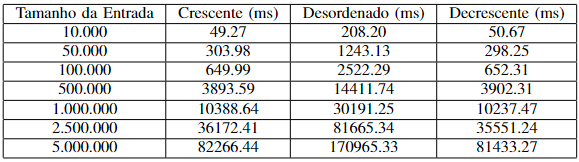 Tamanho da Entrada Crescente (ms) Desordenado (ms) Decrescente (ms)
10.000 49.27 208.20 50.67
50.000 303.98 1243.13 298.25
100.000 649.99 2522.29 652.31
500.000 3893.59 14411.74 3902.31
1.000.000 10388.64 30191.25 10237.47
2.500.000 36172.41 81665.34 35551.24
5.000.000 82266.44 170965.33 81433.27